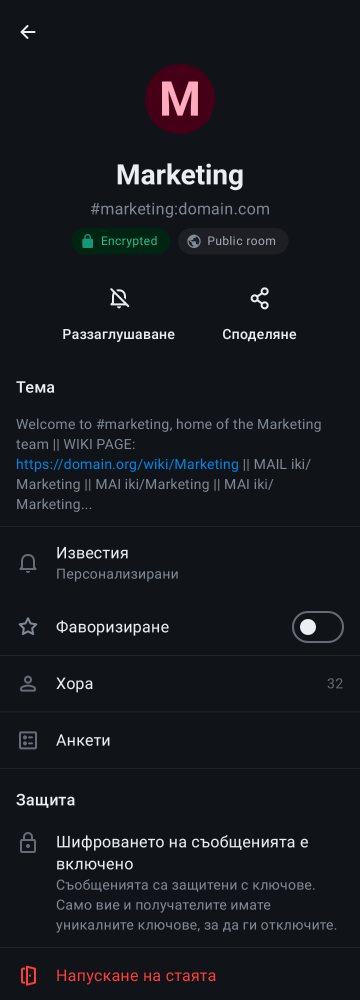 M
Marketing
#marketing:domain.com
Encrypted
Public room
Раззаглушаване
Споделяне
Тема
Welcome to #marketing, home of the Marketing
team || WIKI PAGE:
https://domain.org/wiki/Marketing || MAIL iki/
Marketing || MAI iki/Marketing || MAI iki/
Marketing...
Известия
Персонализирани
Фаворизиране
Хора
32
Анкети
Защита
Шифроването на съобщенията е
включено
Съобщенията са защитени с ключове.
Само вие и получателите имате
уникалните ключове, за да ги отключите.
Напускане на стаята